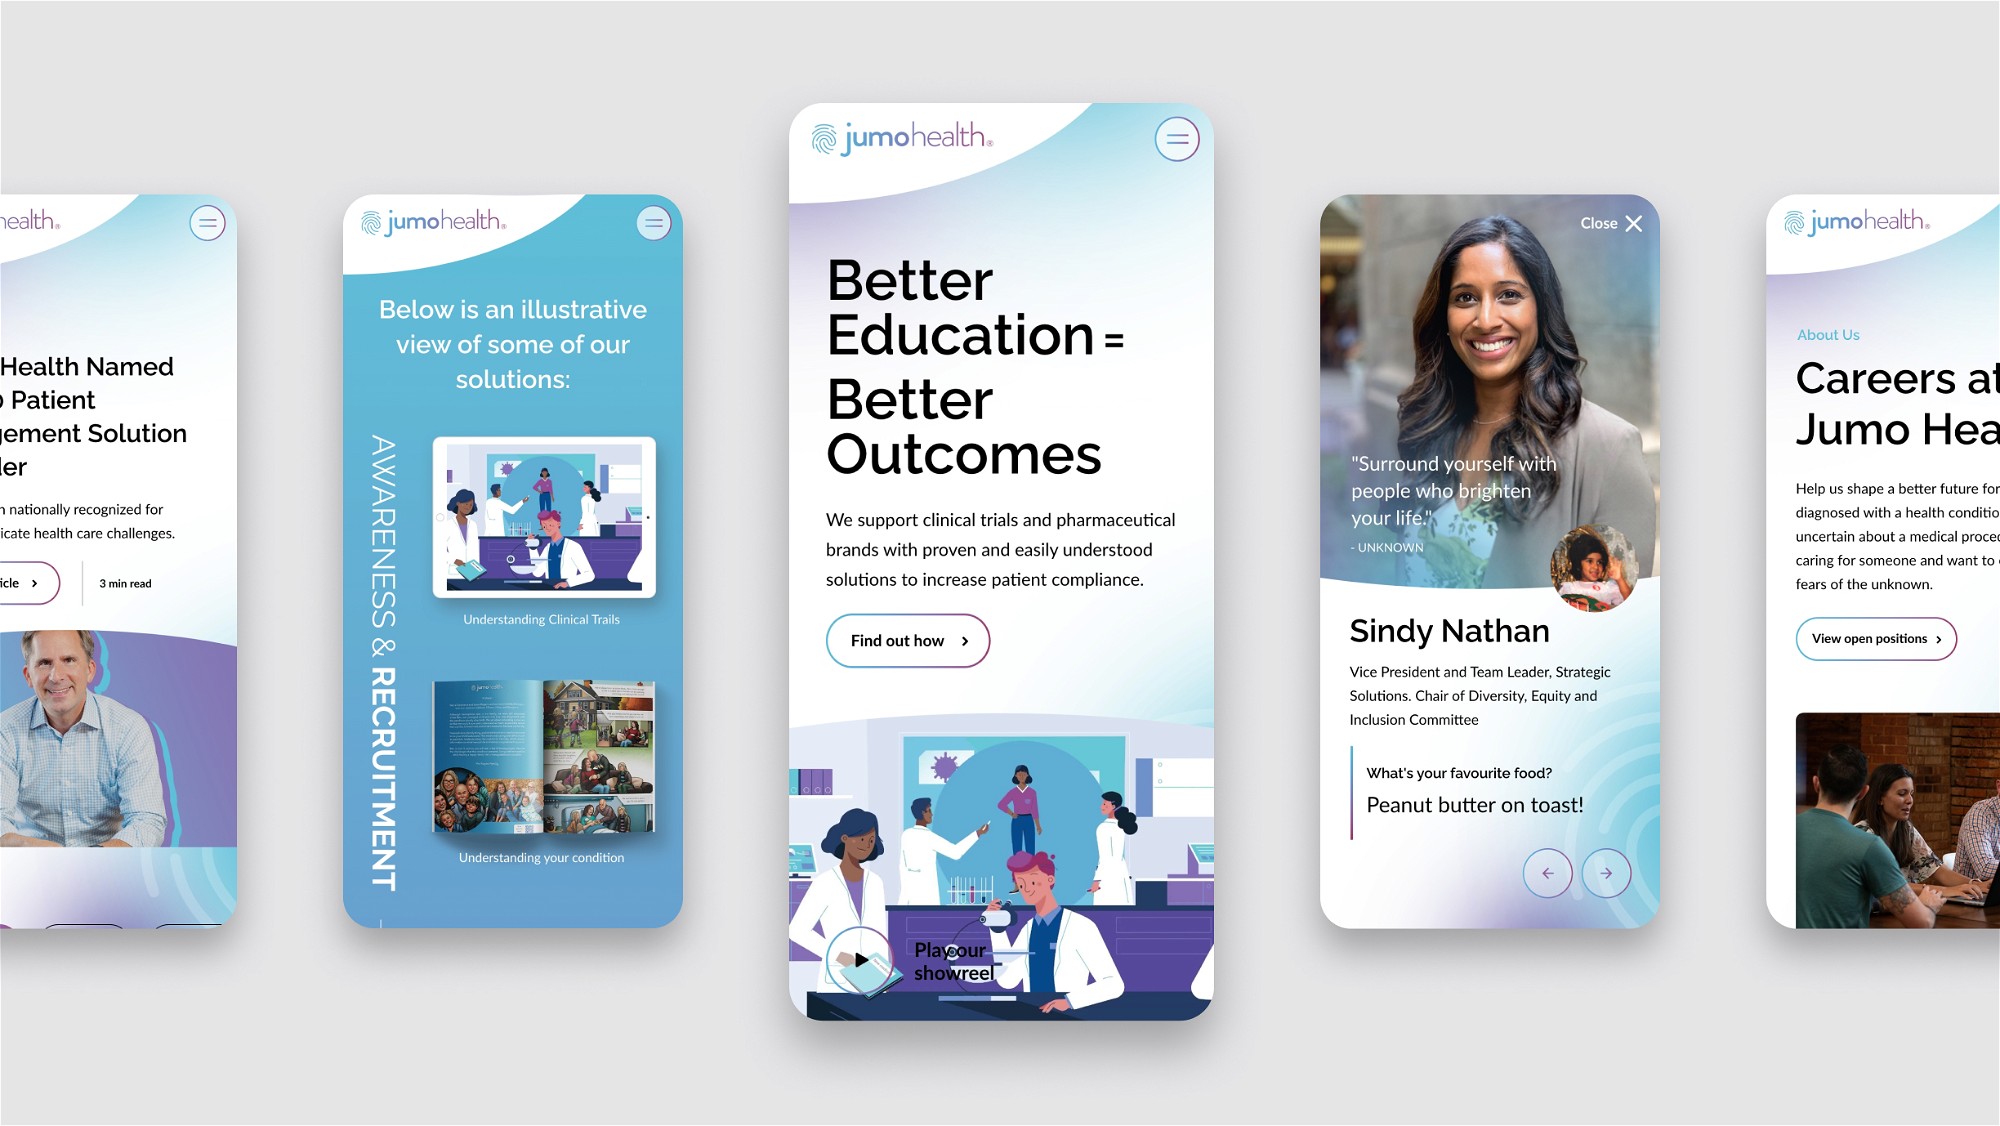 health®
Health Named
Patient
Solution
n nationally recognized for
icate health care challenges.
icle
3 min read
jumohealth®
Below is an illustrative
view of some of our
solutions:
AWARENESS & RECRUITMENT
Understanding Clinical Trails
Understanding your condition
jumohealth®
Better
Education =
Better
Outcomes
We support clinical trials and pharmaceutical
brands with proven and easily understood
solutions to increase patient compliance.
Find out how
Play our
showreel
Close
"Surround yourself with
people who brighten
your life."
- UNKNOWN
Sindy Nathan
Vice President and Team Leader, Strategic
Solutions. Chair of Diversity, Equity and
Inclusion Committee
What's your favourite food?
Peanut butter on toast!
jumohealth®
About Us
Careers at
Jumo Hea
Help us shape a better future for
diagnosed with a health conditio
uncertain about a medical proced
caring for someone and want to
fears of the unknown.
View open positions